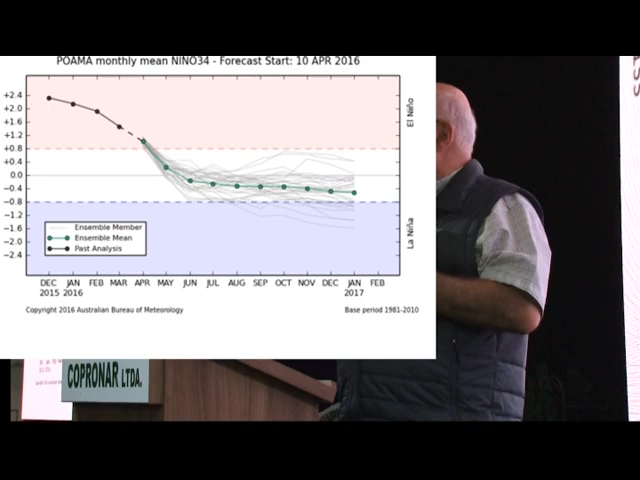 POAMA monthly mean NINO34 - Forecast Start: 10 APR 2016
+2.4
+2.0
+1.6
+1.2
+0.8
+0.4
0.0
−0.4
−0.8
−1.2
−1.6
−2.0
−2.4
El Niño
La Niña
Ensemble Member
Ensemble Mean
Past Analysis
DEC JAN FEB MAR APR MAY JUN JUL AUG SEP OCT NOV DEC JAN FEB
2015 2016 2017
Copyright 2016 Australian Bureau of Meteorology
Base period 1981-2010
COPRONAR LTDA.